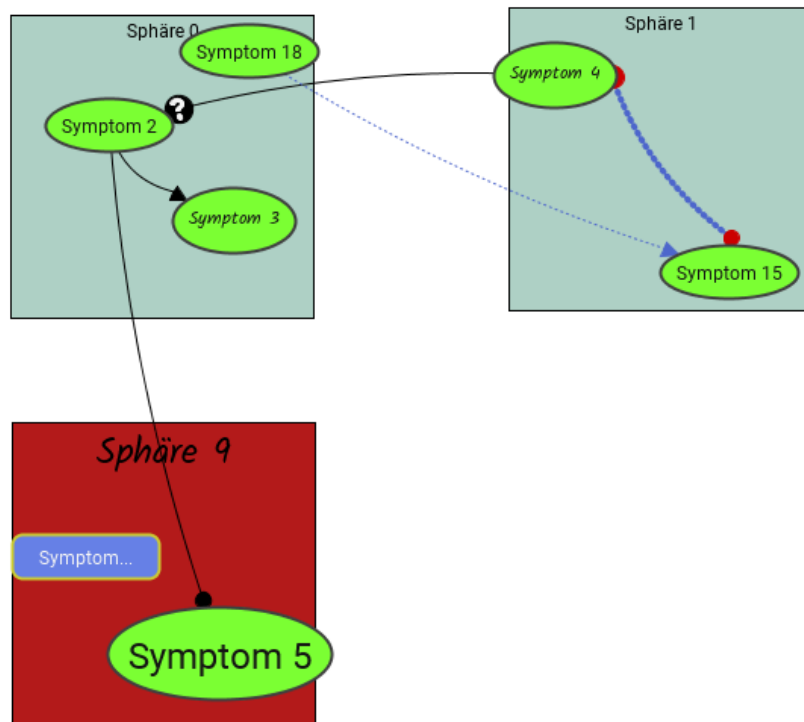 Sphäre 0
Symptom 18
Symptom 2
?
Symptom 3
Sphäre 1
Symptom 4
Symptom 15
Sphäre 9
Symptom...
Symptom 5